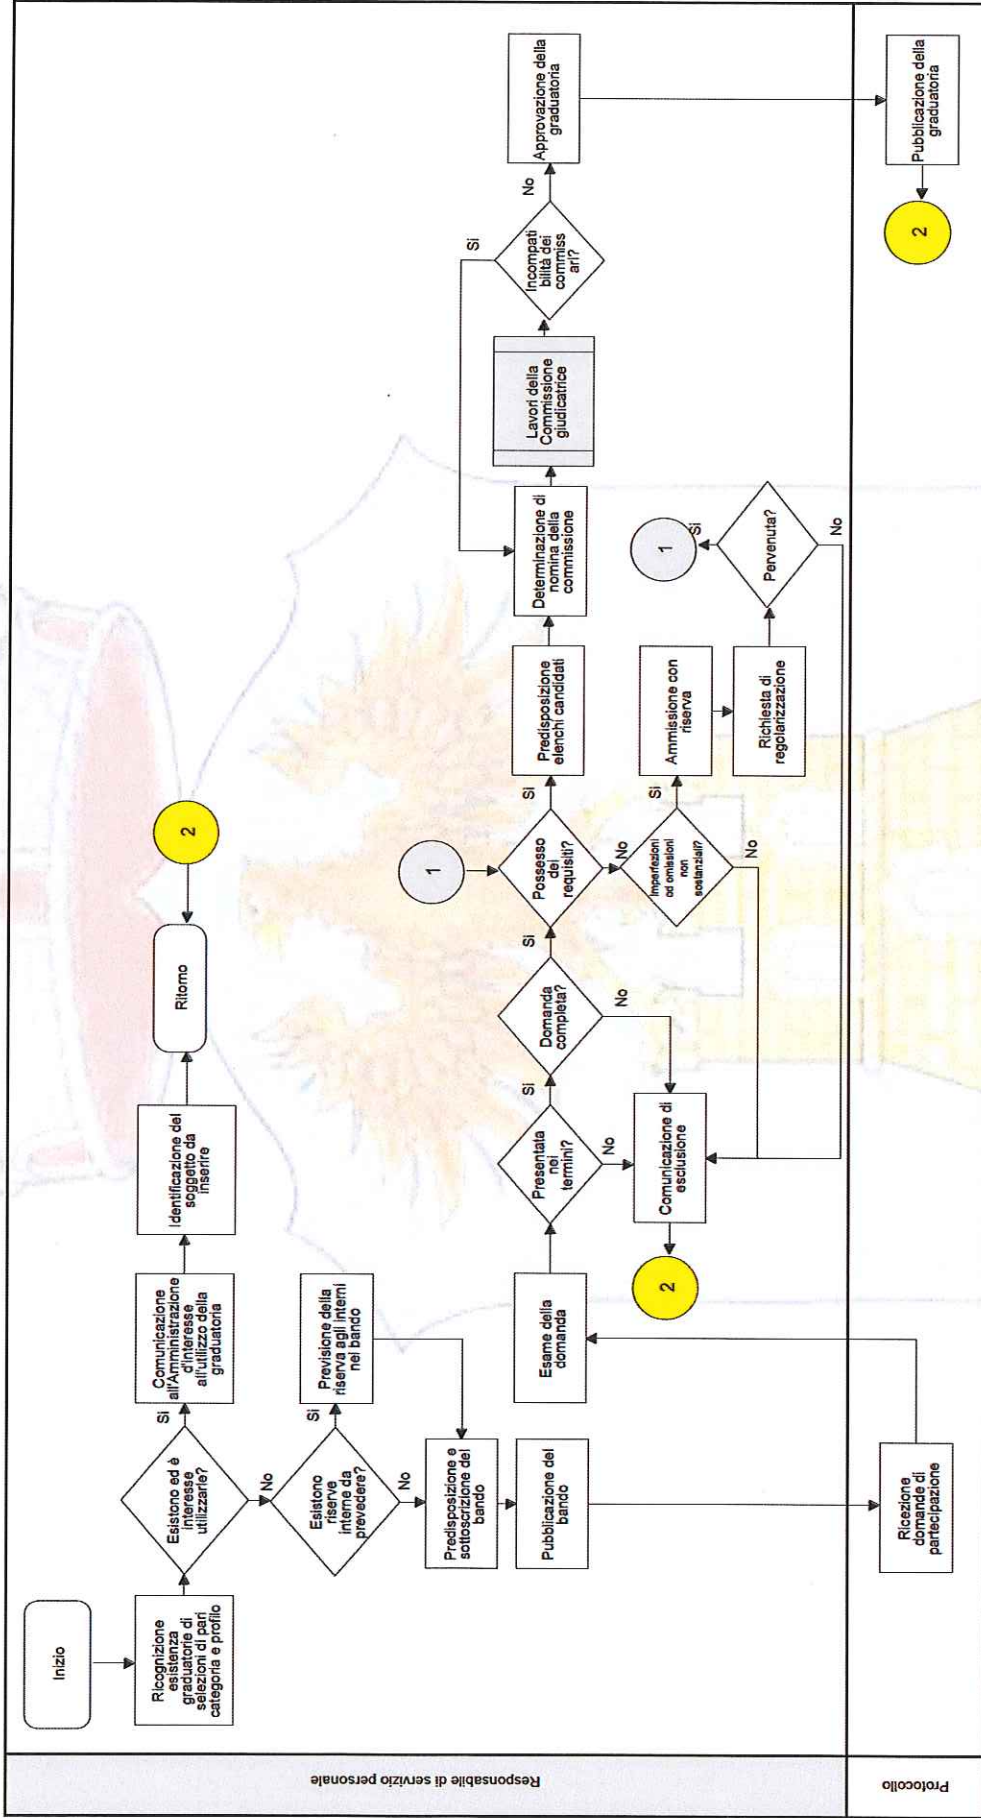 Responsabile di servizio personale
Protocollo
Inizio
Ricognizione
esistenza
graduatorie di
selezioni di pari
categoria e profilo
Esistono ed è
interesse
utilizzarle?
Si
No
Comunicazione
all'Amministrazione
d'interesse
all'utilizzo della
graduatoria
Identificazione del
soggetto da
inserire
Ritorno
2
Esistono
riserve
interne da
prevedere?
Si
No
Previsione della
riserva agli interni
nel bando
Predisposizione e
sottoscrizione del
bando
Pubblicazione del
bando
Ricezione
domande di
partecipazione
Esame della
domanda
Presentata
nei
termini?
Si
No
Domanda
completa?
Si
No
Comunicazione di
esclusione
2
1
Possesso
dei
requisiti?
Si
No
Imperfezioni
od omissioni
non
sostanziali?
Si
No
Ammissione con
riserva
Richiesta di
regolarizzazione
Pervenuta?
Si
No
1
Predisposizione
elenchi candidati
Determinazione di
nomina della
commissione
Lavori della
Commissione
giudicatrice
Incompati
bilità dei
commiss
ari?
Si
No
Approvazione della
graduatoria
Pubblicazione della
graduatoria
2